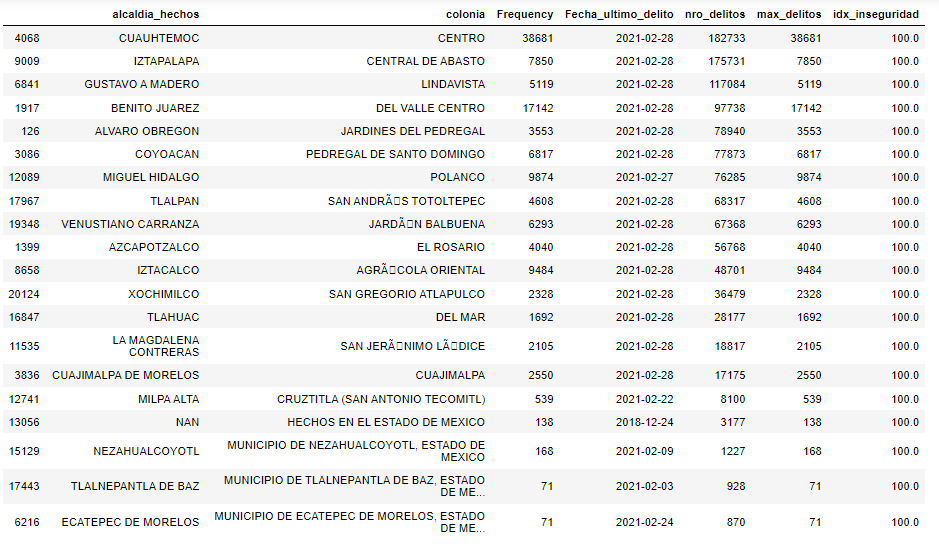 alcaldia_hechos colonia Frequency Fecha_ultimo_delito nro_delitos max_delitos idx_inseguridad
4068 CUAUHTEMOC CENTRO 38681 2021-02-28 182733 38681 100.0
9009 IZTAPALAPA CENTRAL DE ABASTO 7850 2021-02-28 175731 7850 100.0
6841 GUSTAVO A MADERO LINDAVISTA 5119 2021-02-28 117084 5119 100.0
1917 BENITO JUAREZ DEL VALLE CENTRO 17142 2021-02-28 97738 17142 100.0
126 ALVARO OBREGON JARDINES DEL PEDREGAL 3553 2021-02-28 78940 3553 100.0
3086 COYOACAN PEDREGAL DE SANTO DOMINGO 6817 2021-02-28 77873 6817 100.0
12089 MIGUEL HIDALGO POLANCO 9874 2021-02-27 76285 9874 100.0
17967 TLALPAN SAN ANDRÃ▯S TOTOLTEPEC 4608 2021-02-28 68317 4608 100.0
19348 VENUSTIANO CARRANZA JARDÃ▯N BALBUENA 6293 2021-02-28 67368 6293 100.0
1399 AZCAPOTZALCO EL ROSARIO 4040 2021-02-28 56768 4040 100.0
8658 IZTACALCO AGRÃ▯COLA ORIENTAL 9484 2021-02-28 48701 9484 100.0
20124 XOCHIMILCO SAN GREGORIO ATLAPULCO 2328 2021-02-28 36479 2328 100.0
16847 TLAHUAC DEL MAR 1692 2021-02-28 28177 1692 100.0
11535 LA MAGDALENA
CONTRERAS SAN JERÃ▯NIMO LÃ▯DICE 2105 2021-02-28 18817 2105 100.0
3836 CUAJIMALPA DE MORELOS CUAJIMALPA 2550 2021-02-28 17175 2550 100.0
12741 MILPA ALTA CRUZTITLA (SAN ANTONIO TECOMITL) 539 2021-02-22 8100 539 100.0
13056 NAN HECHOS EN EL ESTADO DE MEXICO 138 2018-12-24 3177 138 100.0
15129 NEZAHUALCOYOTL MUNICIPIO DE NEZAHUALCOYOTL, ESTADO DE
MEXICO 168 2021-02-09 1227 168 100.0
17443 TLALNEPANTLA DE BAZ MUNICIPIO DE TLALNEPANTLA DE BAZ, ESTADO
DE ME... 71 2021-02-03 928 71 100.0
6216 ECATEPEC DE MORELOS MUNICIPIO DE ECATEPEC DE MORELOS, ESTADO
DE ME... 71 2021-02-24 870 71 100.0